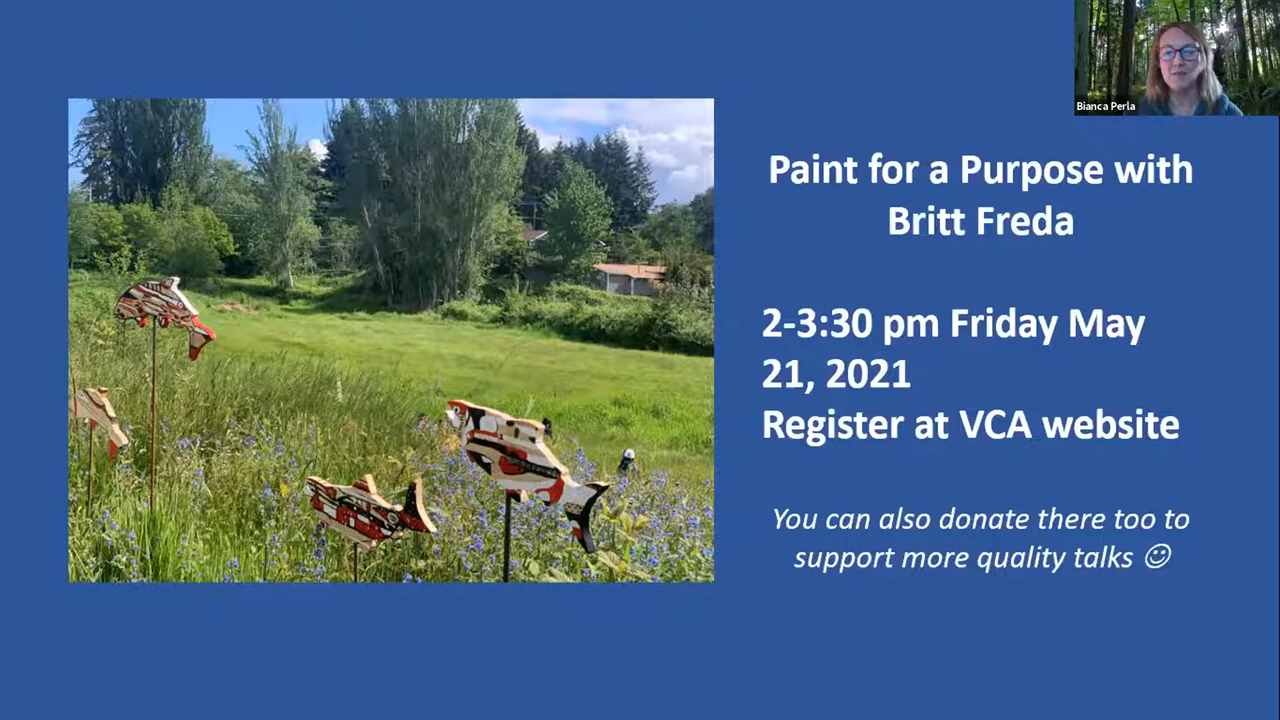 Bianca Perla
Paint for a Purpose with
Britt Freda
2-3:30 pm Friday May
21, 2021
Register at VCA website
You can also donate there too to
support more quality talks ☺